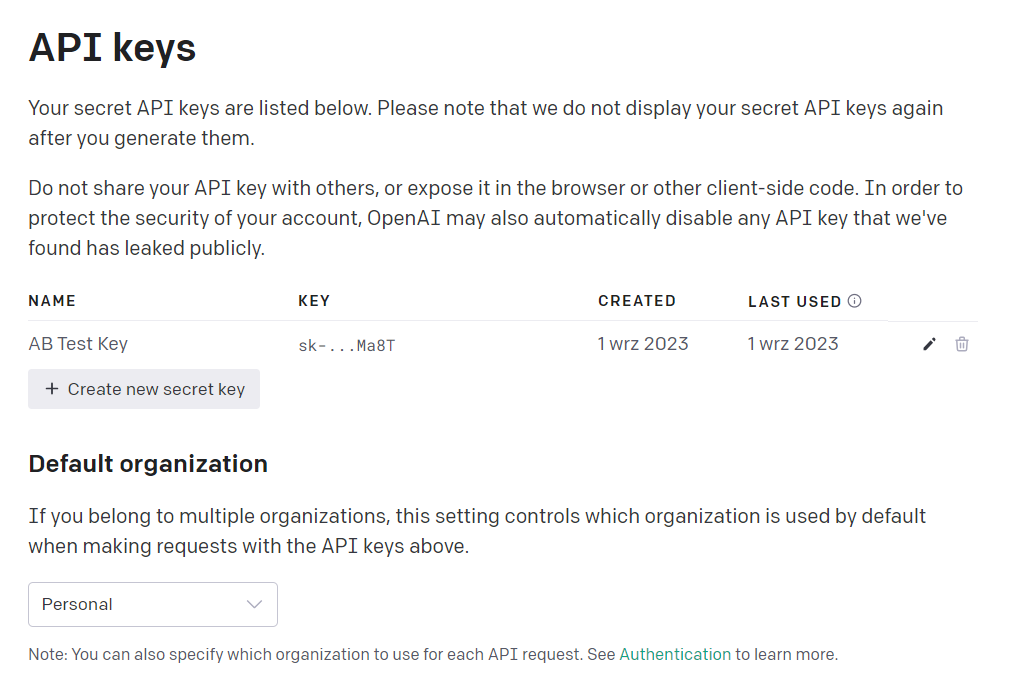 API keys
Your secret API keys are listed below. Please note that we do not display your secret API keys again
after you generate them.
Do not share your API key with others, or expose it in the browser or other client-side code. In order to
protect the security of your account, OpenAI may also automatically disable any API key that we've
found has leaked publicly.
NAME KEY CREATED LAST USED
AB Test Key sk-...Ma8T 1 wrz 2023 1 wrz 2023
+ Create new secret key
Default organization
If you belong to multiple organizations, this setting controls which organization is used by default
when making requests with the API keys above.
Personal
Note: You can also specify which organization to use for each API request. See Authentication to learn more.